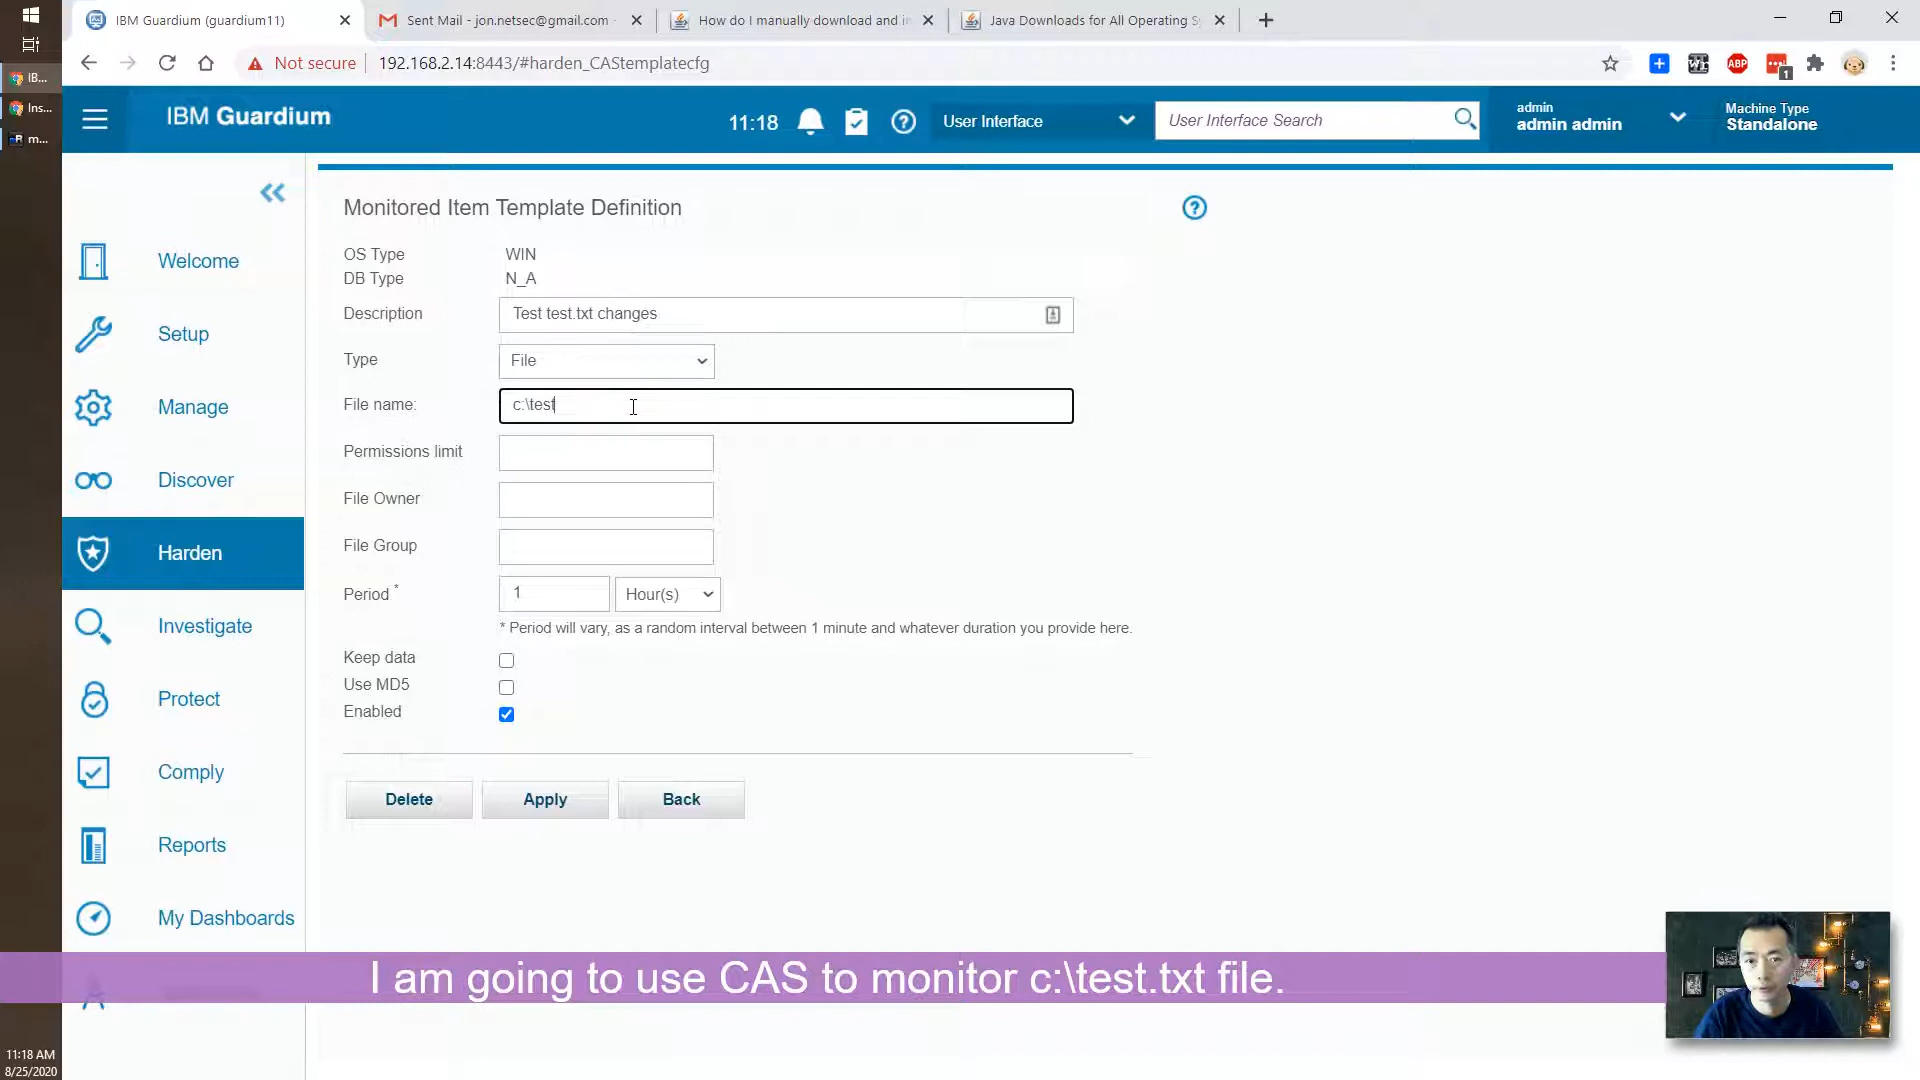 IBM Guardium (guardium11)
Sent Mail - jon.netsec@gmail.com -
How do I manually download and in
Java Downloads for All Operating Sy
IB...
Not secure
192.168.2.14:8443/#harden_CAStemplatecfg
ABP
1
Ins...
m...
IBM Guardium
11:18
User Interface
User Interface Search
admin
admin admin
Machine Type
Standalone
Monitored Item Template Definition
OS Type WIN
DB Type N_A
Description Test test.txt changes
Type File
File name: c:\test
Permissions limit
File Owner
File Group
Period * 1 Hour(s)
* Period will vary, as a random interval between 1 minute and whatever duration you provide here.
Keep data
Use MD5
Enabled
Delete Apply Back
Welcome
Setup
Manage
Discover
Harden
Investigate
Protect
Comply
Reports
My Dashboards
I am going to use CAS to monitor c:\test.txt file.
11:18 AM
8/25/2020